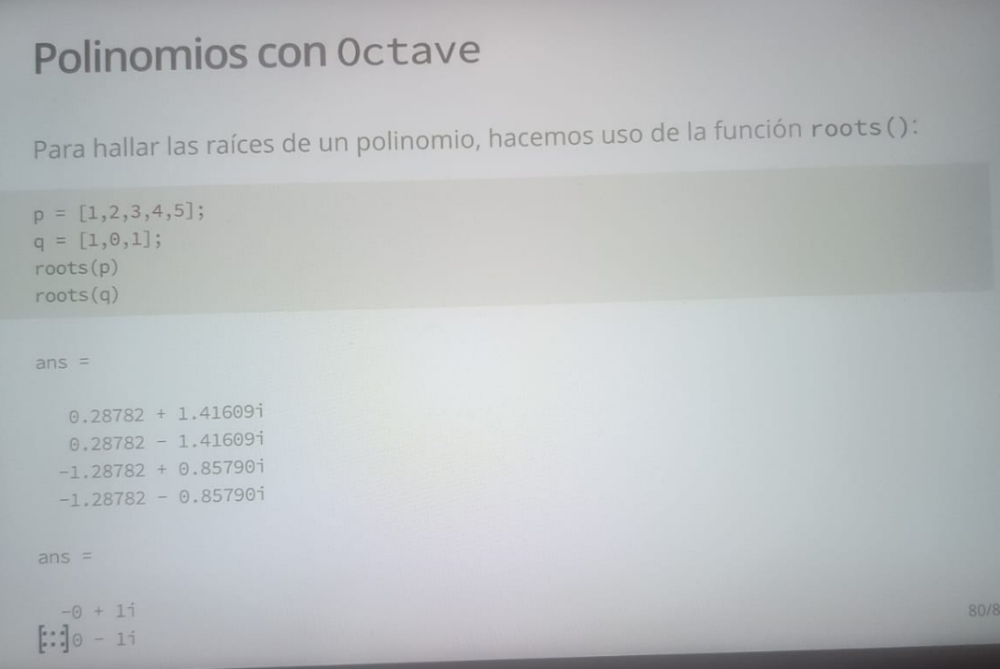 Polinomios con Octave
Para hallar las raíces de un polinomio, hacemos uso de la función roots():
p = [1,2,3,4,5];
q = [1,0,1];
roots(p)
roots(q)
ans =
0.28782 + 1.41609i
0.28782 - 1.41609i
-1.28782 + 0.85790i
-1.28782 - 0.85790i
ans =
-0 + 1i
0 - 1i
80/8